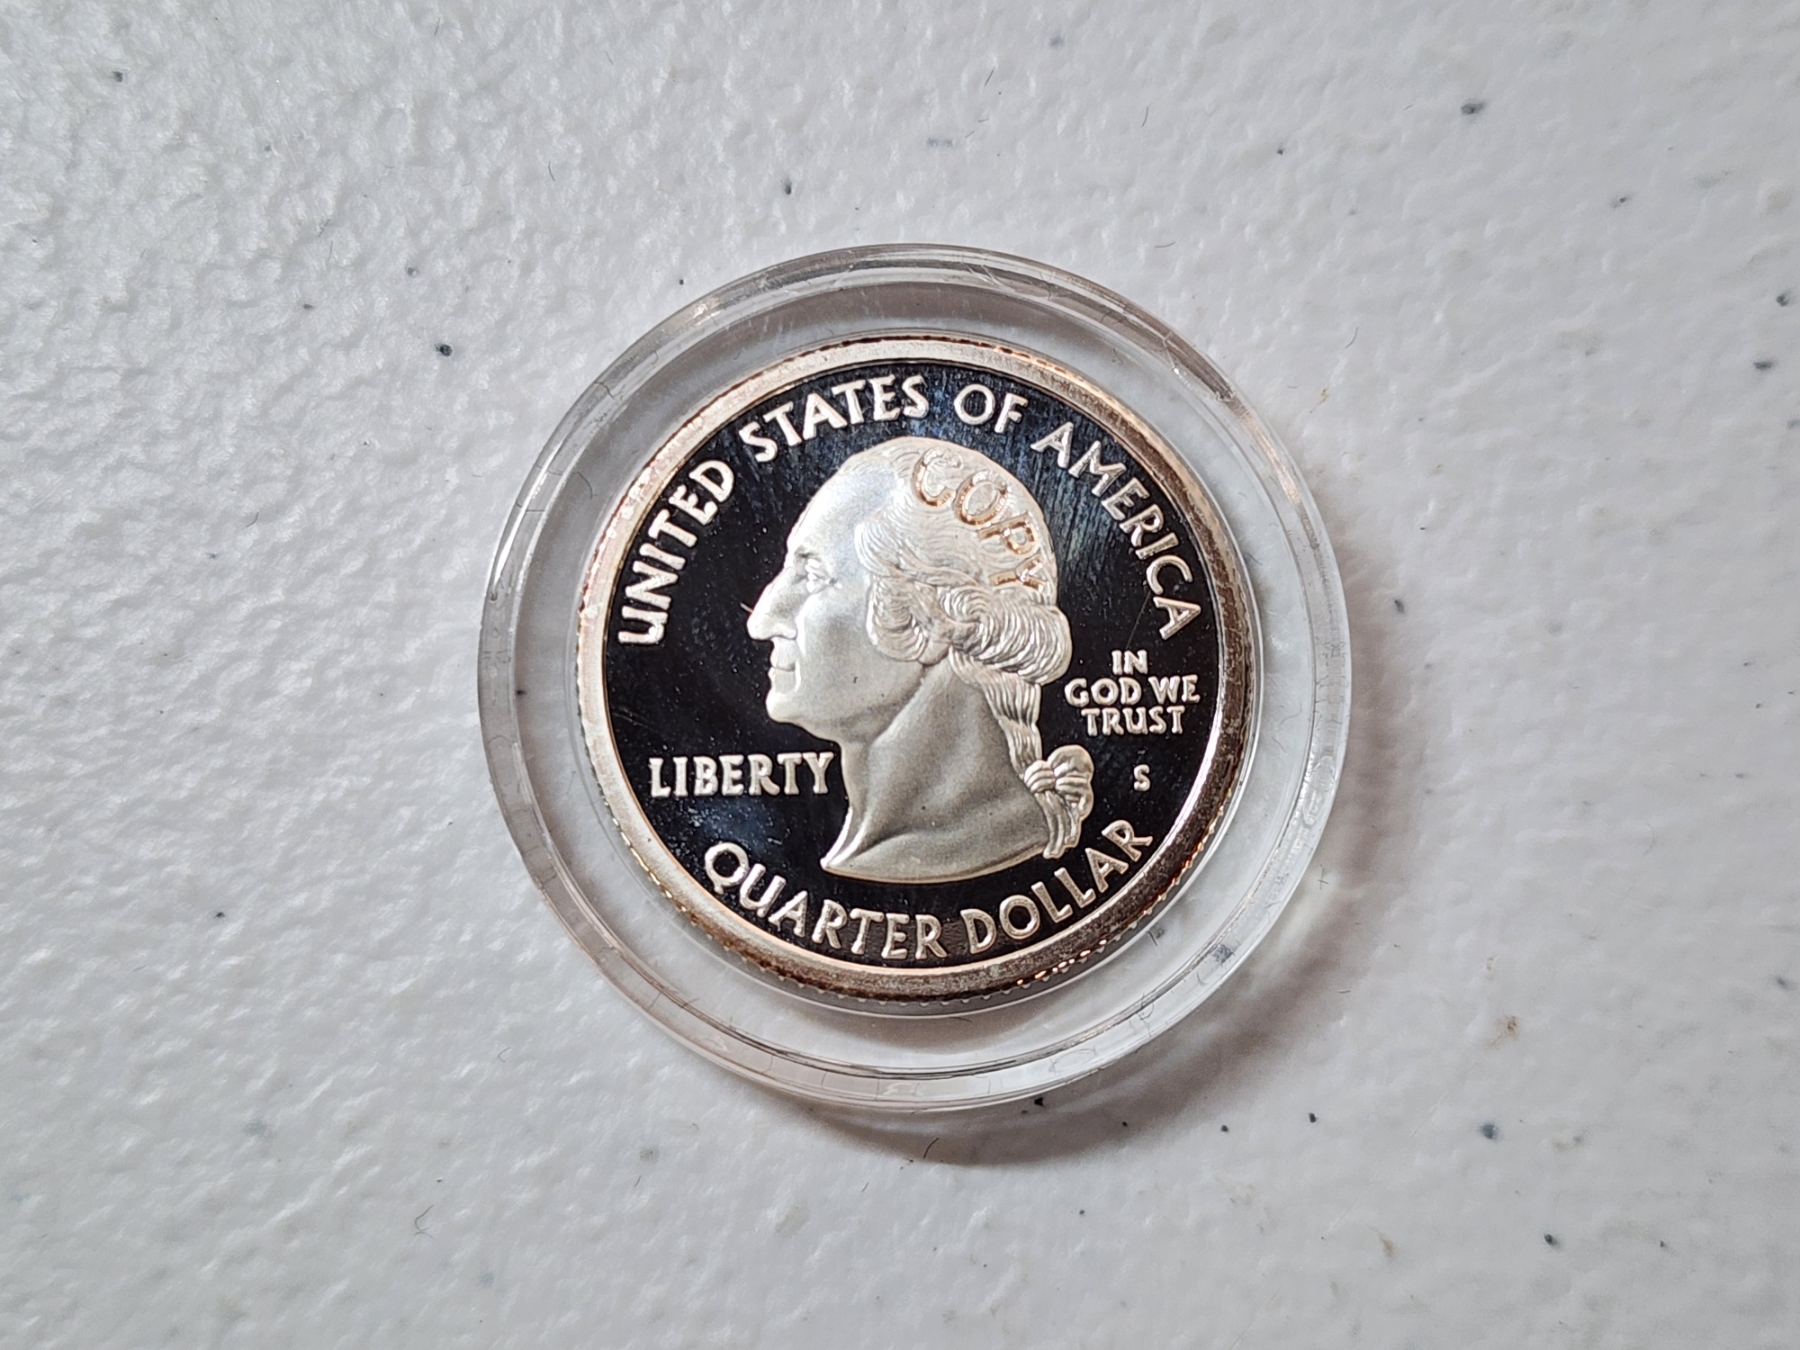 UNITED STATES OF AMERICA
COPY
IN
GOD WE
TRUST
LIBERTY
S
QUARTER DOLLAR